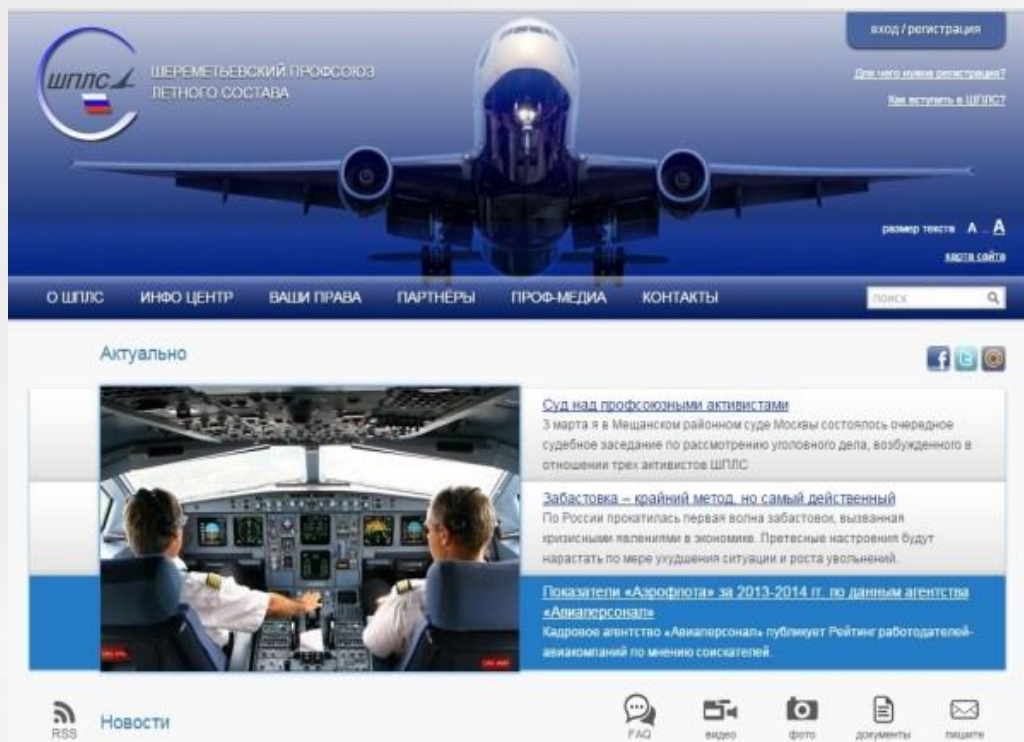 вход / регистрация
ШПЛС
ШЕРЕМЕТЬЕВСКИЙ ПРОФСОЮЗ
ЛЕТНОГО СОСТАВА
Для чего нужна регистрация?
Как вступить в ШПЛС?
размер текста А .. А
карта сайта
О ШПЛС ИНФО ЦЕНТР ВАШИ ПРАВА ПАРТНЁРЫ ПРОФ-МЕДИА КОНТАКТЫ поиск
Актуально
Суд над профсоюзными активистами
3 марта я в Мещанском районном суде Москвы состоялось очередное
судебное заседание по рассмотрению уголовного дела, возбужденного в
отношении трех активистов ШПЛС
Забастовка – крайний метод, но самый действенный
По России прокатилась первая волна забастовок, вызванная
кризисными явлениями в экономике. Протесные настроения будут
нарастать по мере ухудшения ситуации и роста увольнений.
Показатели «Аэрофлота» за 2013-2014 гг. по данным агентства
«Авиаперсонал»
Кадровое агентство «Авиаперсонал» публикует Рейтинг работодателей-
авиакомпаний по мнению соискателей.
RSS
Новости
FAQ видео фото документы пишите